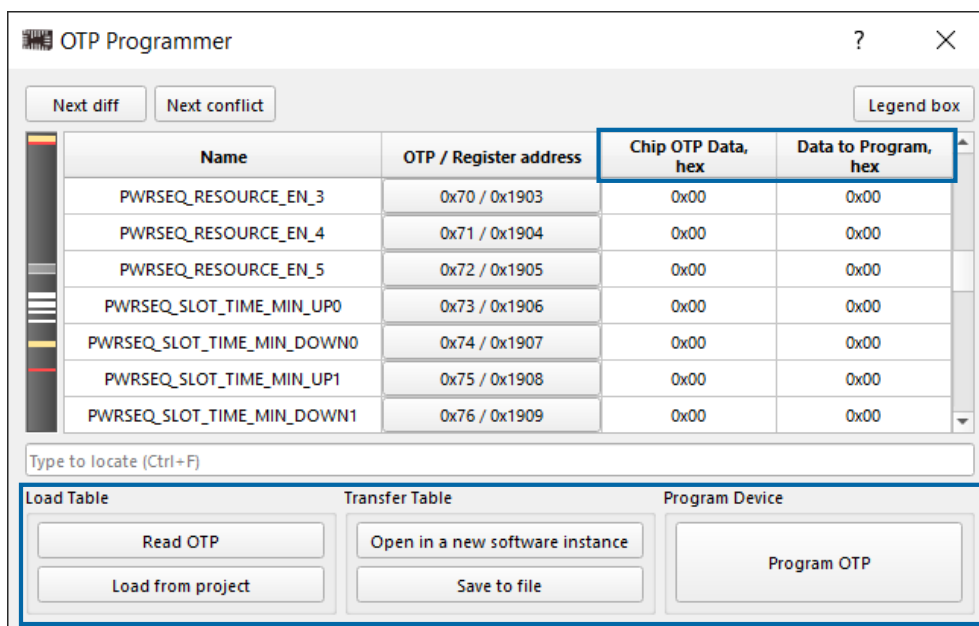 OTP Programmer ?
Next diff Next conflict Legend box
Name OTP / Register address Chip OTP Data, hex Data to Program, hex
PWRSEQ_RESOURCE_EN_3 0x70 / 0x1903 0x00 0x00
PWRSEQ_RESOURCE_EN_4 0x71 / 0x1904 0x00 0x00
PWRSEQ_RESOURCE_EN_5 0x72 / 0x1905 0x00 0x00
PWRSEQ_SLOT_TIME_MIN_UP0 0x73 / 0x1906 0x00 0x00
PWRSEQ_SLOT_TIME_MIN_DOWN0 0x74 / 0x1907 0x00 0x00
PWRSEQ_SLOT_TIME_MIN_UP1 0x75 / 0x1908 0x00 0x00
PWRSEQ_SLOT_TIME_MIN_DOWN1 0x76 / 0x1909 0x00 0x00
Type to locate (Ctrl+F)
Load Table Transfer Table Program Device
Read OTP Open in a new software instance Program OTP
Load from project Save to file